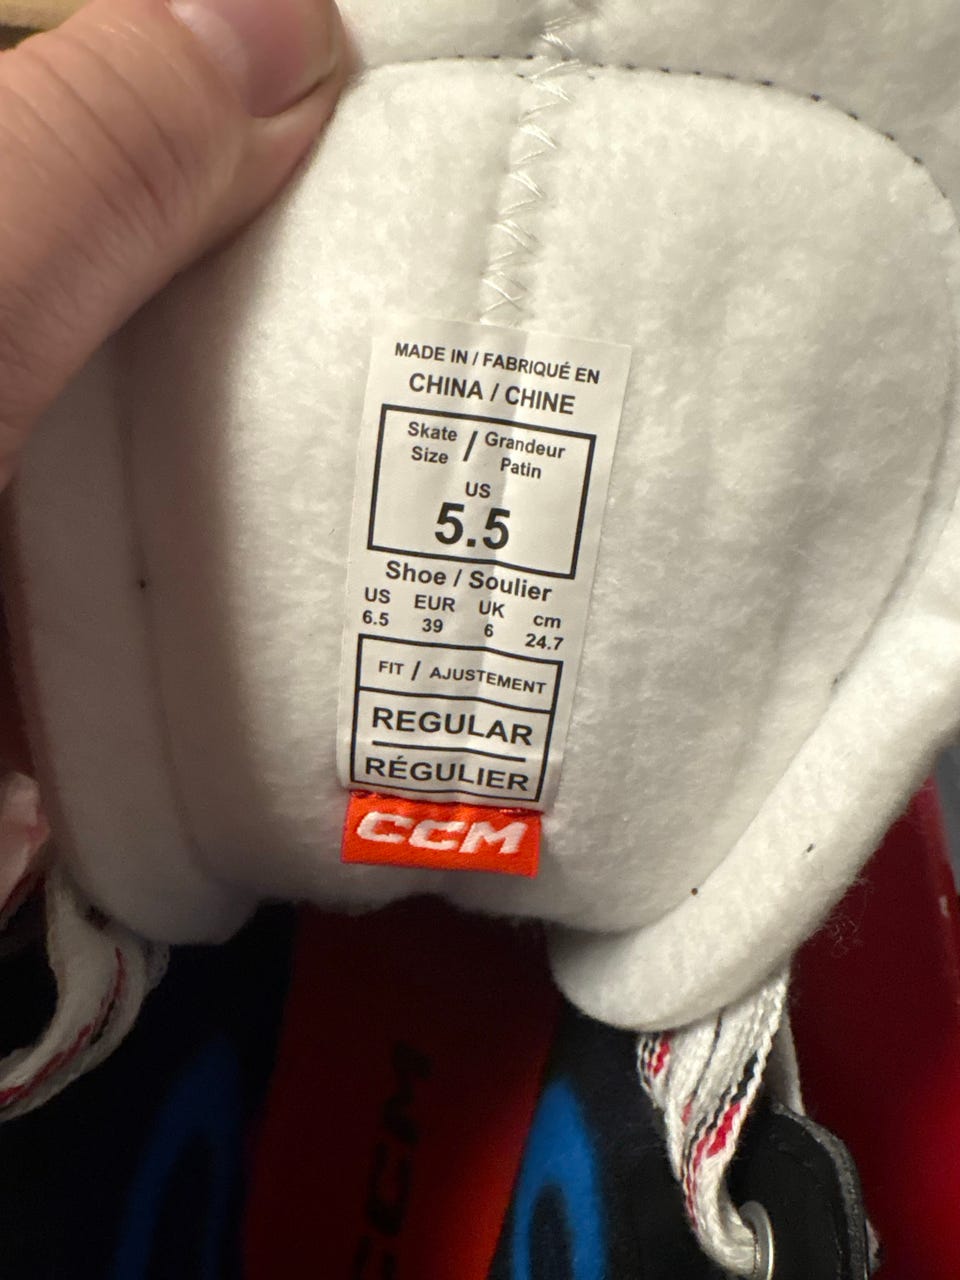 MADE IN / FABRIQUÉ EN
CHINA / CHINE
Skate Size / Grandeur Patin
US
5.5
Shoe / Soulier
US EUR UK cm
6.5 39 6 24.7
FIT / AJUSTEMENT
REGULAR
RÉGULIER
CCM
CCM